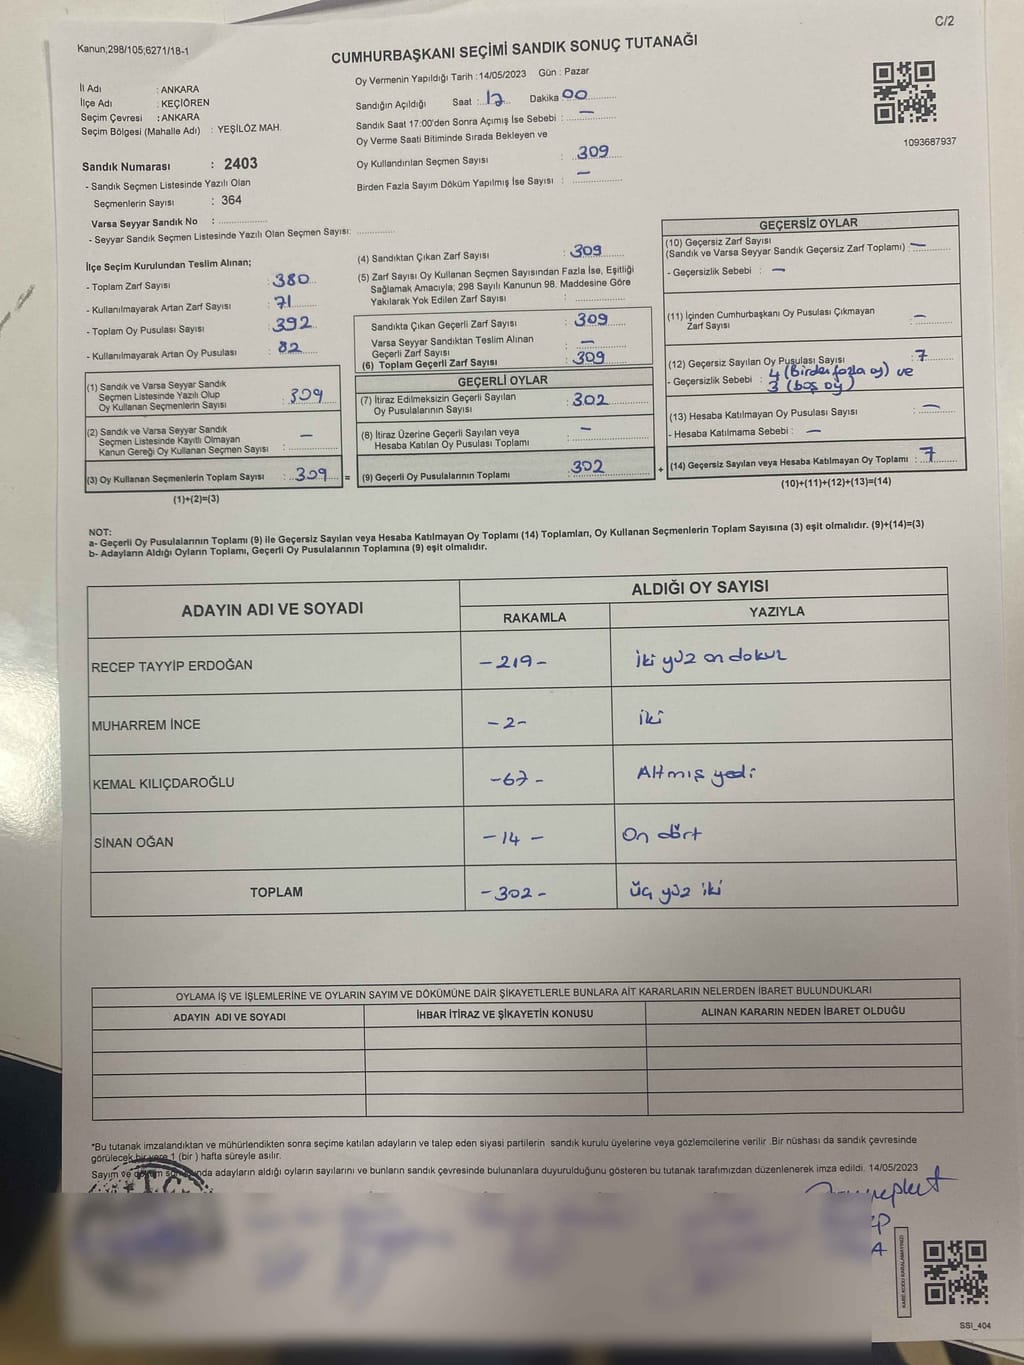 C/2
Kanun;298/105;6271/18-1
CUMHURBAŞKANI SEÇİMİ SANDIK SONUÇ TUTANAĞI
İl Adı : ANKARA
İlçe Adı : KEÇİÖREN
Seçim Çevresi : ANKARA
Seçim Bölgesi (Mahalle Adı) : YEŞİLÖZ MAH.
Sandık Numarası : 2403
- Sandık Seçmen Listesinde Yazılı Olan
Seçmenlerin Sayısı : 364
Varsa Seyyar Sandık No :
- Seyyar Sandık Seçmen Listesinde Yazılı Olan Seçmen Sayısı:
Oy Vermenin Yapıldığı Tarih : 14/05/2023 Gün : Pazar
Sandığın Açıldığı Saat : 17 Dakika 00
Sandık Saat 17:00'den Sonra Açımış İse Sebebi : —
Oy Verme Saati Bitiminde Sırada Bekleyen ve
Oy Kullandırılan Seçmen Sayısı : 309
Birden Fazla Sayım Döküm Yapılmış İse Sayısı : —
1093687937
İlçe Seçim Kurulundan Teslim Alınan;
- Toplam Zarf Sayısı : 380
- Kullanılmayarak Artan Zarf Sayısı : 71
- Toplam Oy Pusulası Sayısı : 392
- Kullanılmayarak Artan Oy Pusulası : 82
(1) Sandık ve Varsa Seyyar Sandık
Seçmen Listesinde Yazılı Olup
Oy Kullanan Seçmenlerin Sayısı : 309
(2) Sandık ve Varsa Seyyar Sandık
Seçmen Listesinde Kayıtlı Olmayan
Kanun Gereği Oy Kullanan Seçmen Sayısı : —
(3) Oy Kullanan Seçmenlerin Toplam Sayısı : 309 =
(1)+(2)=(3)
(4) Sandıktan Çıkan Zarf Sayısı : 309
(5) Zarf Sayısı Oy Kullanan Seçmen Sayısından Fazla İse, Eşitliği
Sağlamak Amacıyla; 298 Sayılı Kanunun 98. Maddesine Göre
Yakılarak Yok Edilen Zarf Sayısı :
Sandıkta Çıkan Geçerli Zarf Sayısı : 309
Varsa Seyyar Sandıktan Teslim Alınan
Geçerli Zarf Sayısı : —
(6) Toplam Geçerli Zarf Sayısı : 309
GEÇERLİ OYLAR
(7) İtiraz Edilmeksizin Geçerli Sayılan
Oy Pusulalarının Sayısı : 302
(8) İtiraz Üzerine Geçerli Sayılan veya
Hesaba Katılan Oy Pusulası Toplamı : —
(9) Geçerli Oy Pusulalarının Toplamı : 302 +
GEÇERSİZ OYLAR
(10) Geçersiz Zarf Sayısı
(Sandık ve Varsa Seyyar Sandık Geçersiz Zarf Toplamı) : —
- Geçersizlik Sebebi : —
(11) İçinden Cumhurbaşkanı Oy Pusulası Çıkmayan
Zarf Sayısı : —
(12) Geçersiz Sayılan Oy Pusulası Sayısı : 7
- Geçersizlik Sebebi : 4 (Birden fazla oy) ve
3 (boş oy)
(13) Hesaba Katılmayan Oy Pusulası Sayısı : —
- Hesaba Katılmama Sebebi : —
(14) Geçersiz Sayılan veya Hesaba Katılmayan Oy Toplamı : 7
(10)+(11)+(12)+(13)=(14)
NOT:
a- Geçerli Oy Pusulalarının Toplamı (9) ile Geçersiz Sayılan veya Hesaba Katılmayan Oy Toplamı (14) Toplamları, Oy Kullanan Seçmenlerin Toplam Sayısına (3) eşit olmalıdır. (9)+(14)=(3)
b- Adayların Aldığı Oyların Toplamı, Geçerli Oy Pusulalarının Toplamına (9) eşit olmalıdır.
ADAYIN ADI VE SOYADI ALDIĞI OY SAYISI
RAKAMLA YAZIYLA
RECEP TAYYİP ERDOĞAN -219- iki yüz on dokuz
MUHARREM İNCE -2- iki
KEMAL KILIÇDAROĞLU -67- Altmış yedi
SİNAN OĞAN -14- On dört
TOPLAM -302- üç yüz iki
OYLAMA İŞ VE İŞLEMLERİNE VE OYLARIN SAYIM VE DÖKÜMÜNE DAİR ŞİKAYETLERLE BUNLARA AİT KARARLARIN NELERDEN İBARET BULUNDUKLARI
ADAYIN ADI VE SOYADI İHBAR İTİRAZ VE ŞİKAYETİN KONUSU ALINAN KARARIN NEDEN İBARET OLDUĞU
*Bu tutanak imzalandıktan ve mühürlendikten sonra seçime katılan adayların ve talep eden siyasi partilerin sandık kurulu üyelerine veya gözlemcilerine verilir .Bir nüshası da sandık çevresinde
görülecek bir yere 1 (bir ) hafta süreyle asılır.
Sayım ve döküm sonunda adayların aldığı oyların sayılarını ve bunların sandık çevresinde bulunanlara duyurulduğunu gösteren bu tutanak tarafımızdan düzenlenerek imza edildi. 14/05/2023
T.C.
KARE KODU KARALAMAYINIZ!
SSI_404